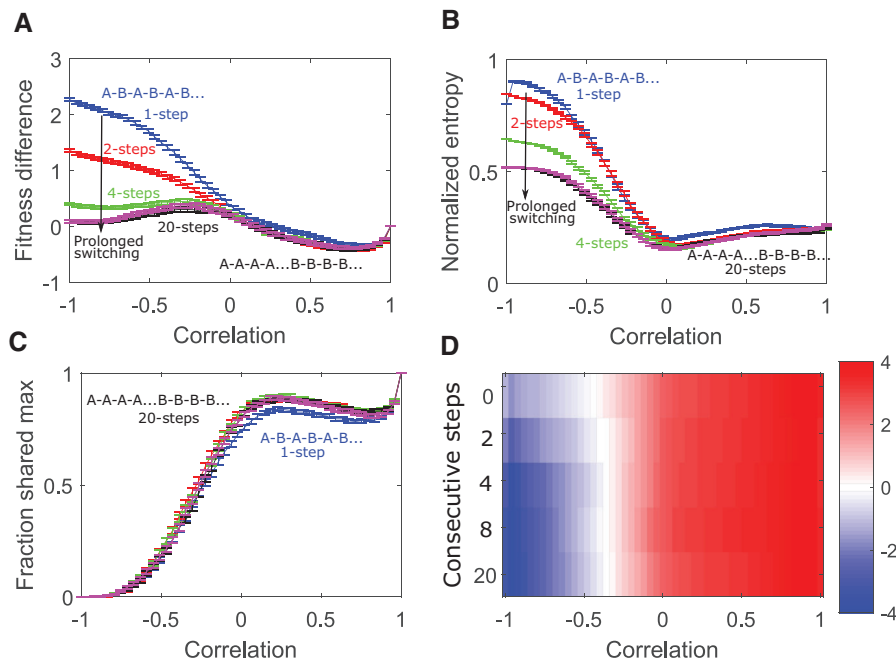 A
3
2
1
0
-1
Fitness difference
A-B-A-B-A-B...
1-step
2-steps
4-steps
20-steps
Prolonged
switching
A-A-A-A...B-B-B-B...
-1
-0.5
0
0.5
1
Correlation
B
1
0.5
0
Normalized entropy
A-B-A-B-A-B...
1-step
2-steps
Prolonged
switching
4-steps
A-A-A-A...B-B-B-B...
20-steps
-1
-0.5
0
0.5
1
Correlation
C
1
0.5
0
Fraction shared max
A-A-A-A...B-B-B-B...
20-steps
A-B-A-B-A-B...
1-step
-1
-0.5
0
0.5
1
Correlation
D
Consecutive steps
0
2
4
8
20
-1
-0.5
0
0.5
1
Correlation
4
2
0
-2
-4